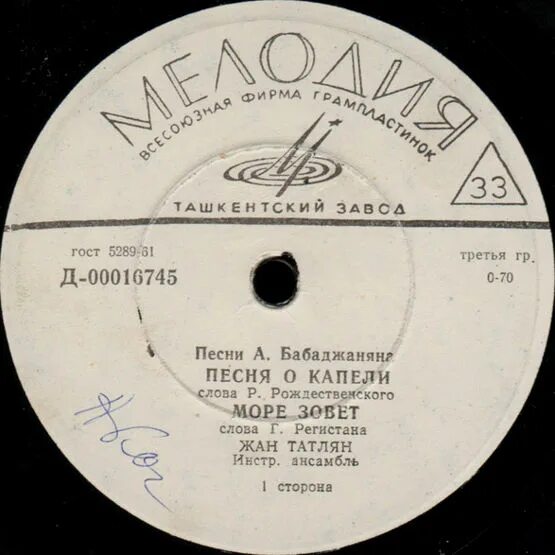 МЕЛОДИЯ
ВСЕСОЮЗНАЯ ФИРМА ГРАМПЛАСТИНОК
33
ТАШКЕНТСКИЙ ЗАВОД
гост 5289-61
Д-00016745
третья гр.
0-70
Песни А. Бабаджаняна
ПЕСНЯ О КАПЕЛИ
слова Р. Рождественского
МОРЕ ЗОВЕТ
слова Г. Регистана
ЖАН ТАТЛЯН
Инстр. ансамбль
1 сторона